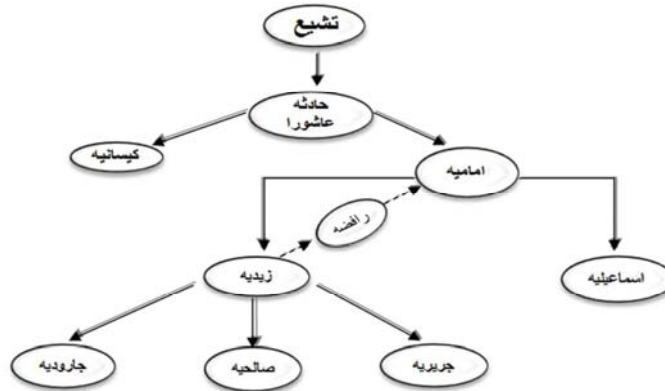 تشیع
حادثه
عاشورا
کیسانیه
امامیه
رافضه
زیدیه
اسماعیلیه
جریریه
صالحیه
جارودیه